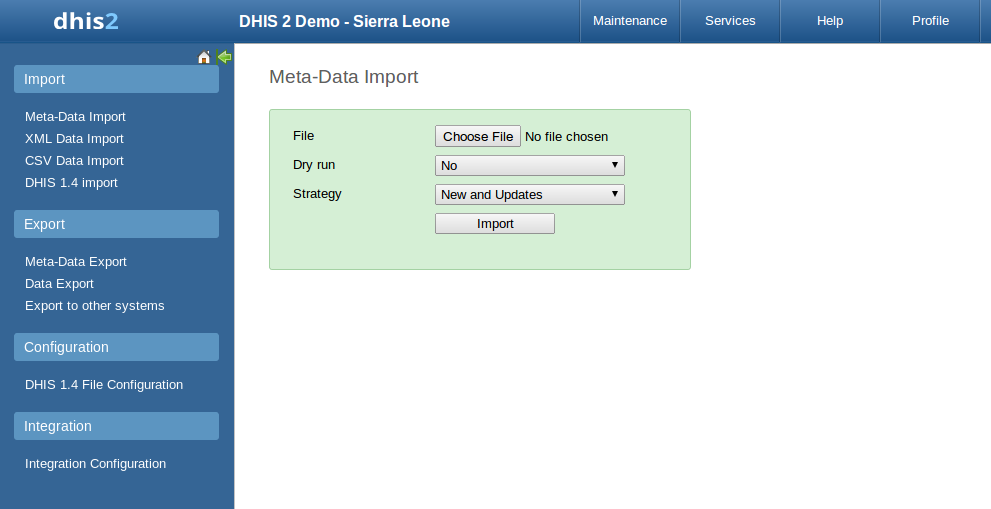 dhis2
DHIS 2 Demo - Sierra Leone
Maintenance
Services
Help
Profile
Import
Meta-Data Import
XML Data Import
CSV Data Import
DHIS 1.4 import
Export
Meta-Data Export
Data Export
Export to other systems
Configuration
DHIS 1.4 File Configuration
Integration
Integration Configuration
Meta-Data Import
File Choose File No file chosen
Dry run No
Strategy New and Updates
Import